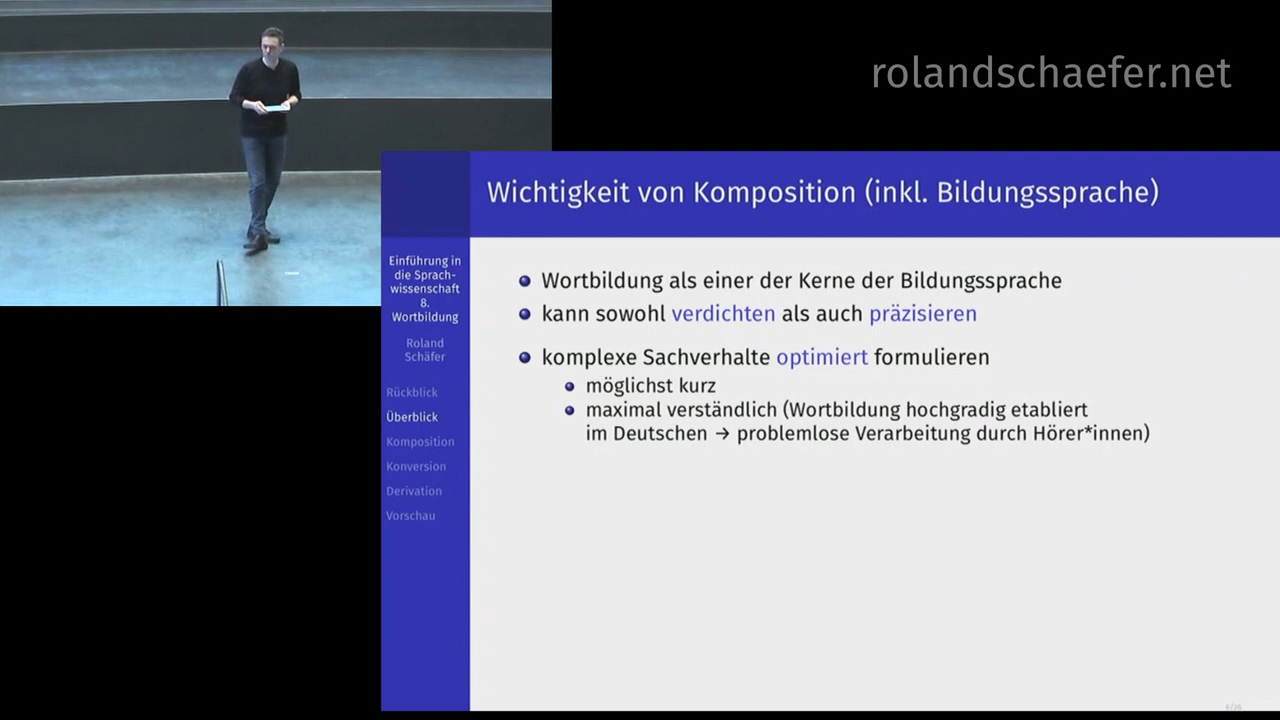 rolandschaefer.net
Wichtigkeit von Komposition (inkl. Bildungssprache)
Einführung in
die Sprach-
wissenschaft
8.
Wortbildung
Roland
Schäfer
Rückblick
Überblick
Komposition
Konversion
Derivation
Vorschau
Wortbildung als einer der Kerne der Bildungssprache
kann sowohl verdichten als auch präzisieren
komplexe Sachverhalte optimiert formulieren
möglichst kurz
maximal verständlich (Wortbildung hochgradig etabliert
im Deutschen → problemlose Verarbeitung durch Hörer*innen)